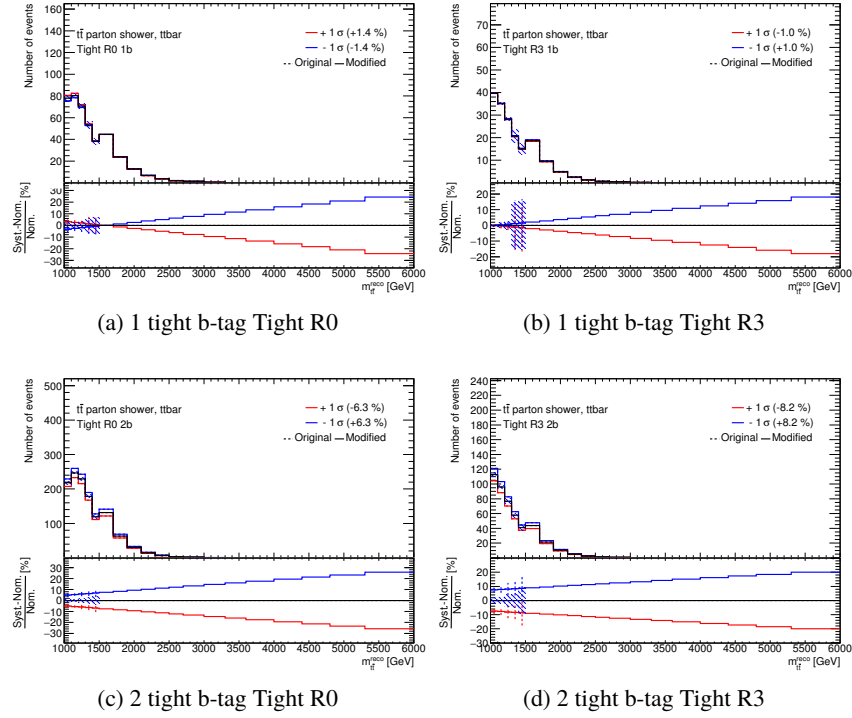 Number of events
160
140
120
100
80
60
40
20
tt̄ parton shower, ttbar
Tight R0 1b
+ 1 σ (+1.4 %)
- 1 σ (-1.4 %)
Original Modified
Syst.-Nom. [%]
Nom.
30
20
10
0
−10
−20
−30
1000 1500 2000 2500 3000 3500 4000 4500 5000 5500 6000
m_tt̄^reco [GeV]
(a) 1 tight b-tag Tight R0
Number of events
70
60
50
40
30
20
10
tt̄ parton shower, ttbar
Tight R3 1b
+ 1 σ (-1.0 %)
- 1 σ (+1.0 %)
Original Modified
Syst.-Nom. [%]
Nom.
20
10
0
−10
−20
1000 1500 2000 2500 3000 3500 4000 4500 5000 5500 6000
m_tt̄^reco [GeV]
(b) 1 tight b-tag Tight R3
Number of events
500
400
300
200
100
tt̄ parton shower, ttbar
Tight R0 2b
+ 1 σ (-6.3 %)
- 1 σ (+6.3 %)
Original Modified
Syst.-Nom. [%]
Nom.
30
20
10
0
−10
−20
−30
1000 1500 2000 2500 3000 3500 4000 4500 5000 5500 6000
m_tt̄^reco [GeV]
(c) 2 tight b-tag Tight R0
Number of events
240
220
200
180
160
140
120
100
80
60
40
20
tt̄ parton shower, ttbar
Tight R3 2b
+ 1 σ (-8.2 %)
- 1 σ (+8.2 %)
Original Modified
Syst.-Nom. [%]
Nom.
20
10
0
−10
−20
−30
1000 1500 2000 2500 3000 3500 4000 4500 5000 5500 6000
m_tt̄^reco [GeV]
(d) 2 tight b-tag Tight R3